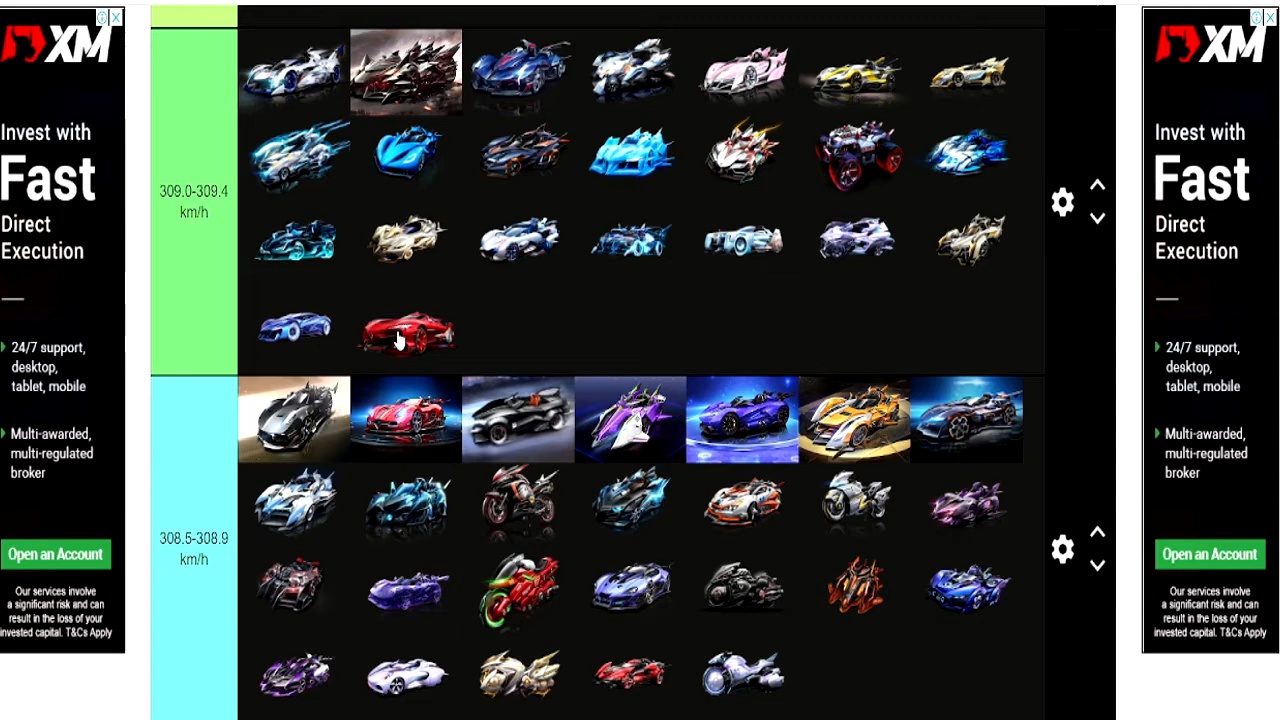 XM
Invest with
Fast
Direct
Execution
24/7 support,
desktop,
tablet, mobile
Multi-awarded,
multi-regulated
broker
Open an Account
Our services involve
a significant risk and can
result in the loss of your
invested capital. T&Cs Apply
309.0-309.4
km/h
308.5-308.9
km/h
XM
Invest with
Fast
Direct
Execution
24/7 support,
desktop,
tablet, mobile
Multi-awarded,
multi-regulated
broker
Open an Account
Our services involve
a significant risk and can
result in the loss of your
invested capital. T&Cs Apply